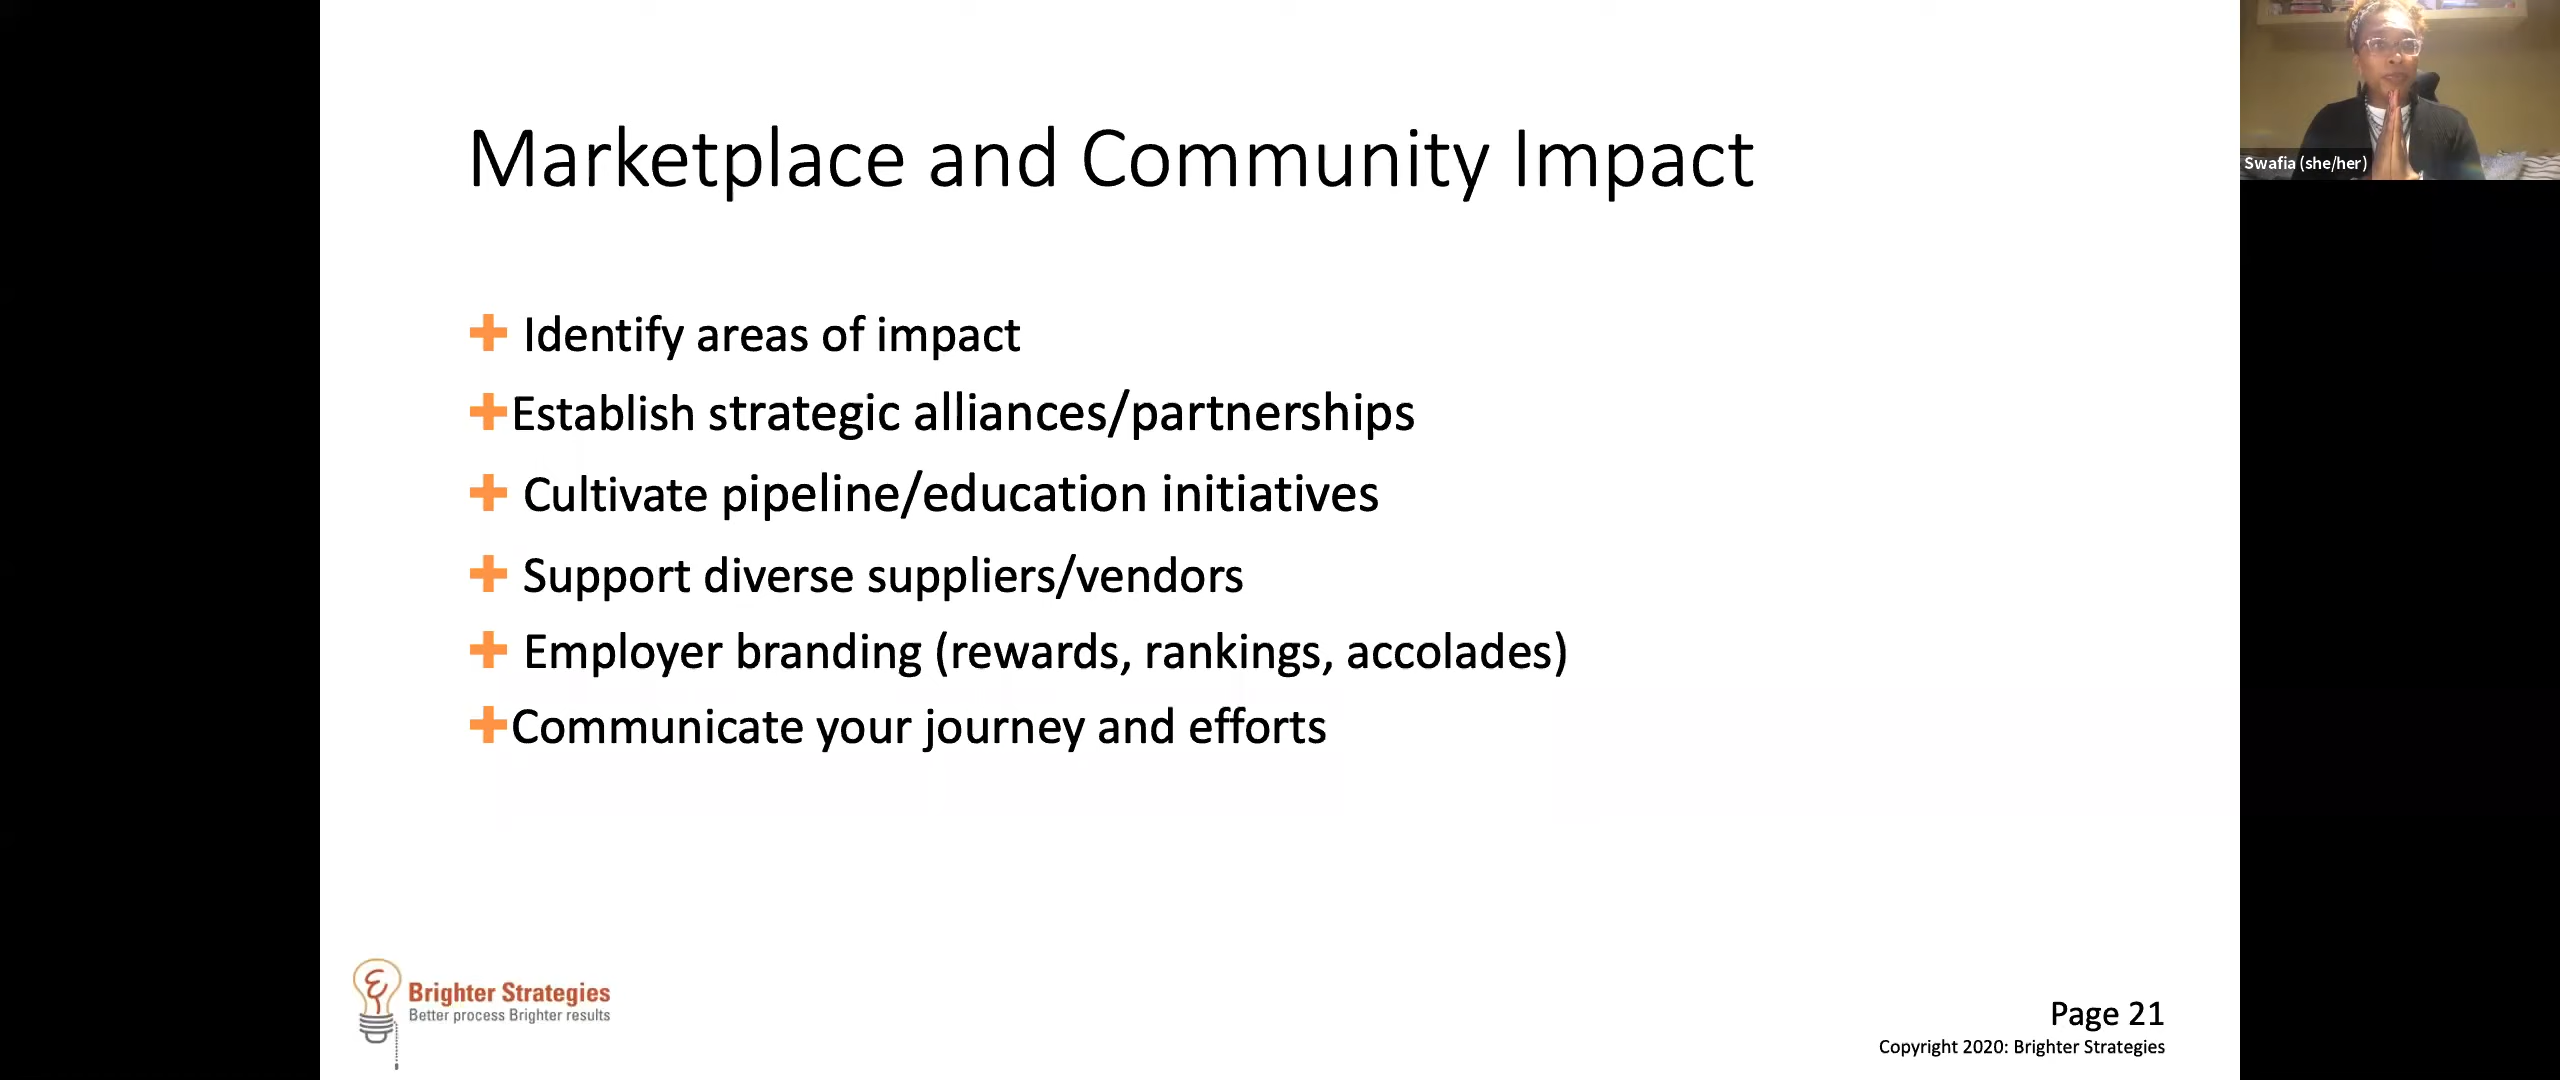 Marketplace and Community Impact
Identify areas of impact
Establish strategic alliances/partnerships
Cultivate pipeline/education initiatives
Support diverse suppliers/vendors
Employer branding (rewards, rankings, accolades)
Communicate your journey and efforts
Brighter Strategies
Better process Brighter results
Page 21
Copyright 2020: Brighter Strategies
Swafia (she/her)